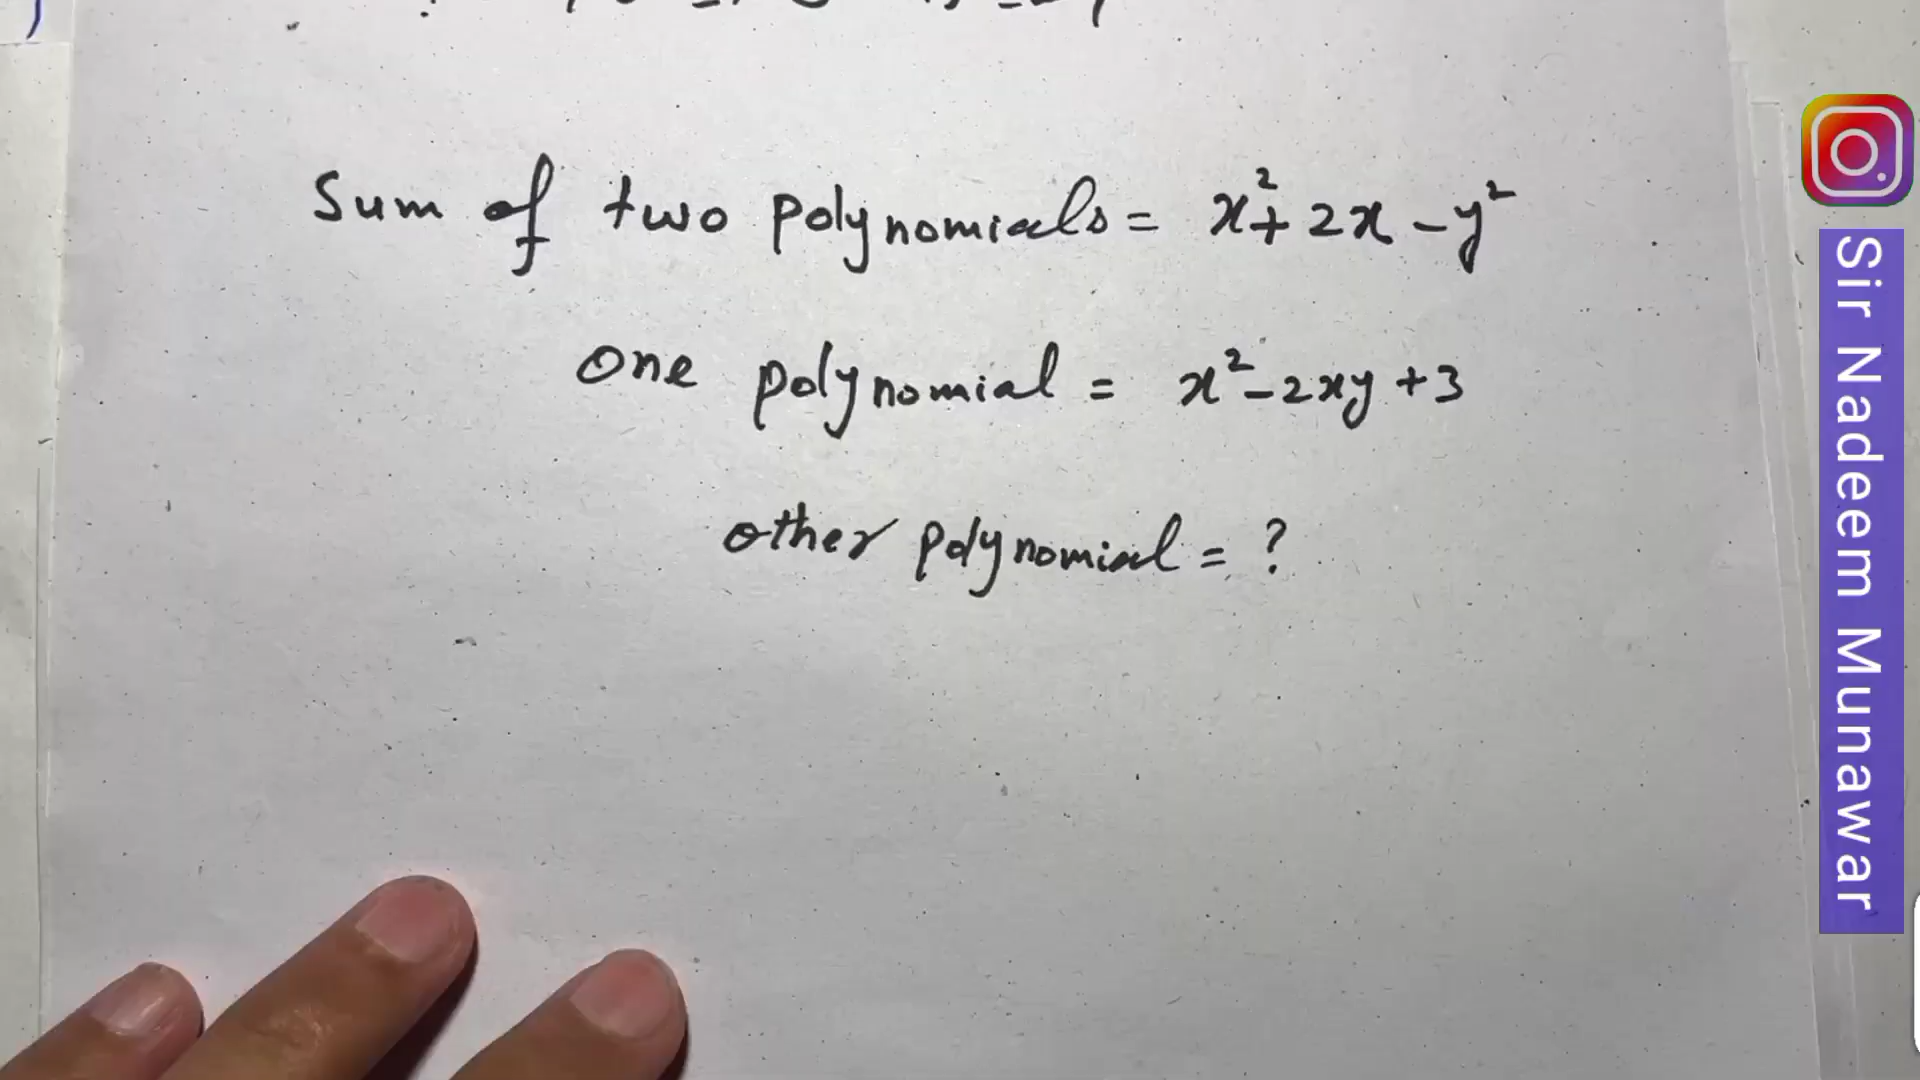 Sum of two polynomials = x²+ 2x - y²
One polynomial = x² - 2xy + 3
other polynomial = ?
Sir Nadeem Munawar